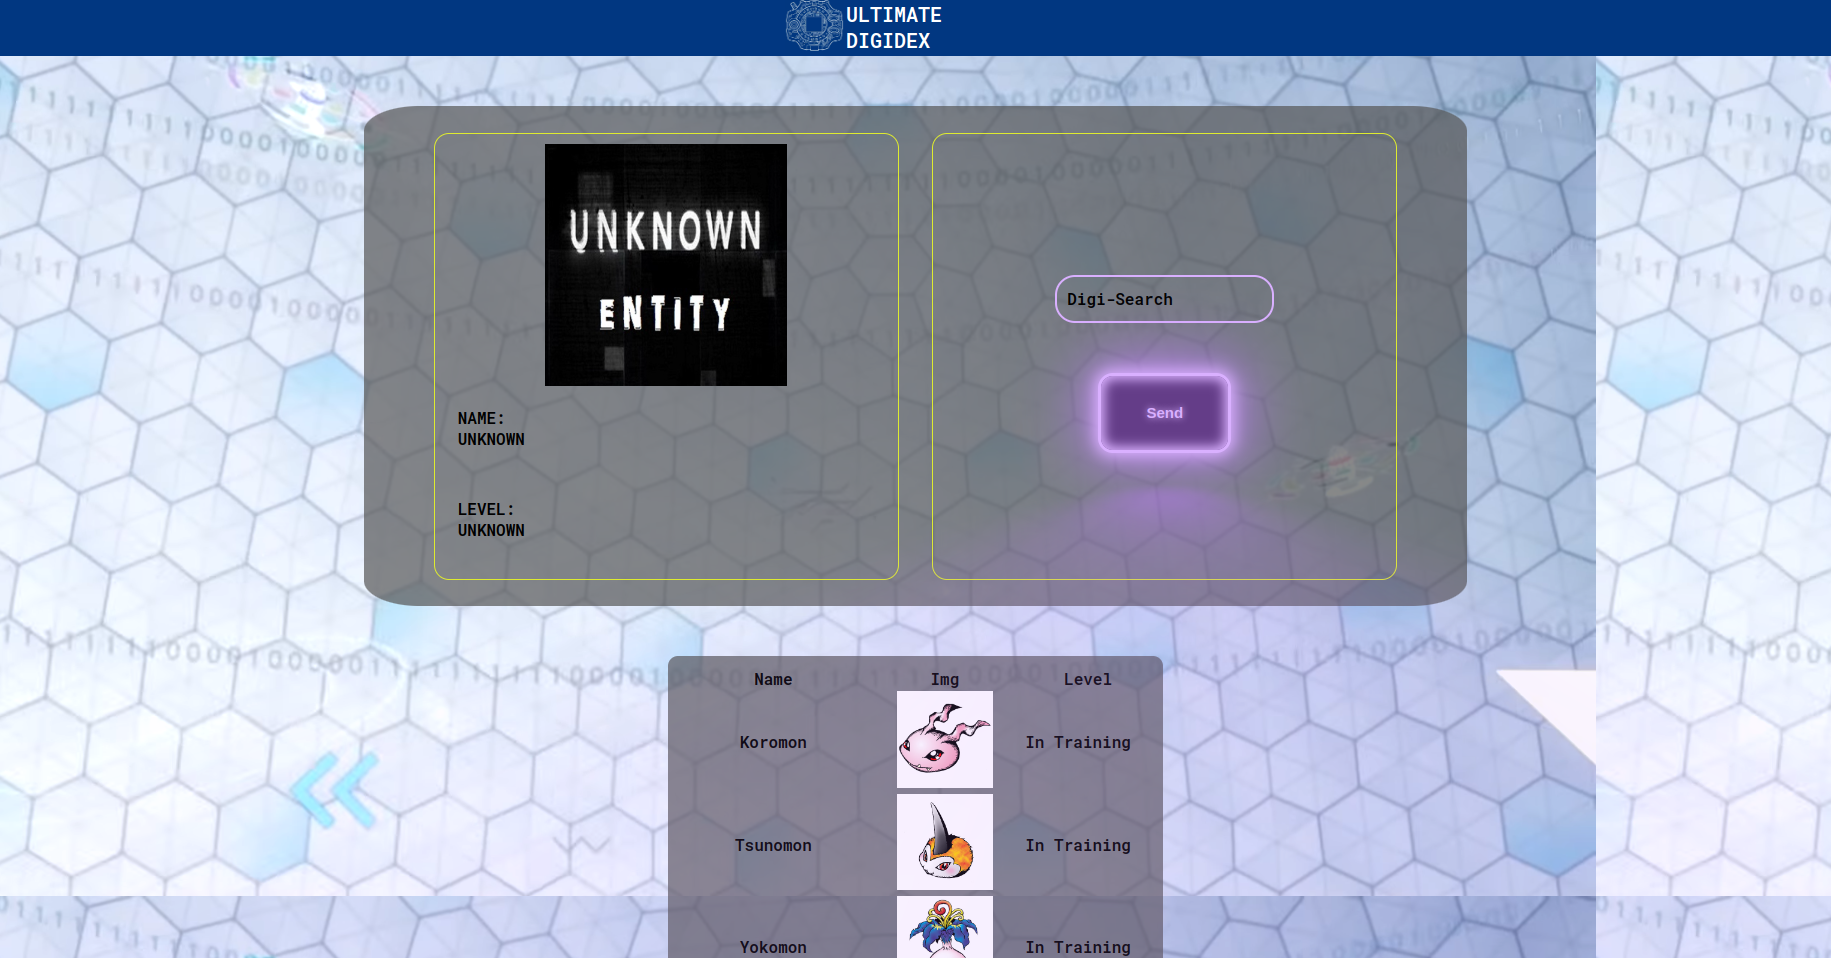 ULTIMATE
DIGIDEX
UNKNOWN
ENTITY
NAME:
UNKNOWN
LEVEL:
UNKNOWN
Digi-Search
Send
Name Img Level
Koromon In Training
Tsunomon In Training
Yokomon In Training